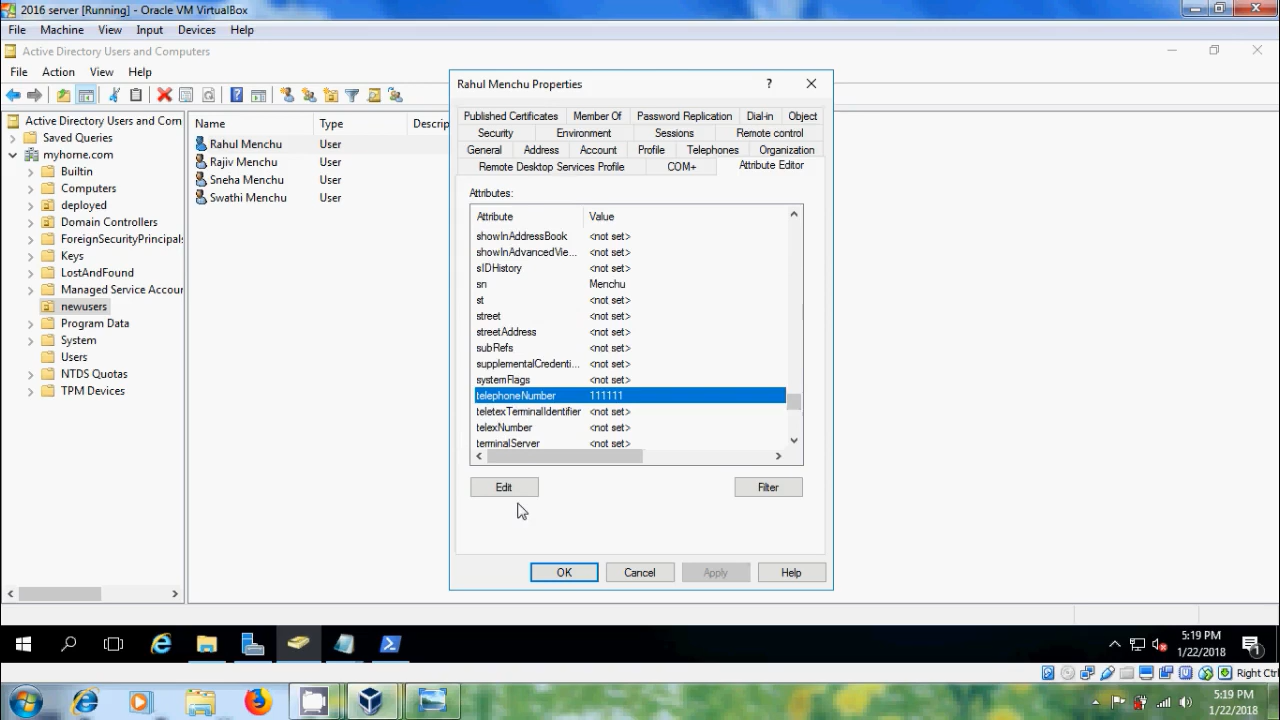 2016 server [Running] - Oracle VM VirtualBox
File Machine View Input Devices Help
Active Directory Users and Computers
File Action View Help
Active Directory Users and Com
Saved Queries
myhome.com
Builtin
Computers
deployed
Domain Controllers
ForeignSecurityPrincipals
Keys
LostAndFound
Managed Service Accour
newusers
Program Data
System
Users
NTDS Quotas
TPM Devices
Name Type Descrip
Rahul Menchu User
Rajiv Menchu User
Sneha Menchu User
Swathi Menchu User
Rahul Menchu Properties ?
Published Certificates Member Of Password Replication Dial-in Object
Security Environment Sessions Remote control
General Address Account Profile Telephones Organization
Remote Desktop Services Profile COM+ Attribute Editor
Attributes:
Attribute Value
showInAddressBook <not set>
showInAdvancedVie... <not set>
sIDHistory <not set>
sn Menchu
st <not set>
street <not set>
streetAddress <not set>
subRefs <not set>
supplementalCredenti... <not set>
systemFlags <not set>
telephoneNumber 111111
teletexTerminalIdentifier <not set>
telexNumber <not set>
terminalServer <not set>
Edit Filter
OK Cancel Apply Help
5:19 PM
1/22/2018
1
Right Ctrl
5:19 PM
1/22/2018